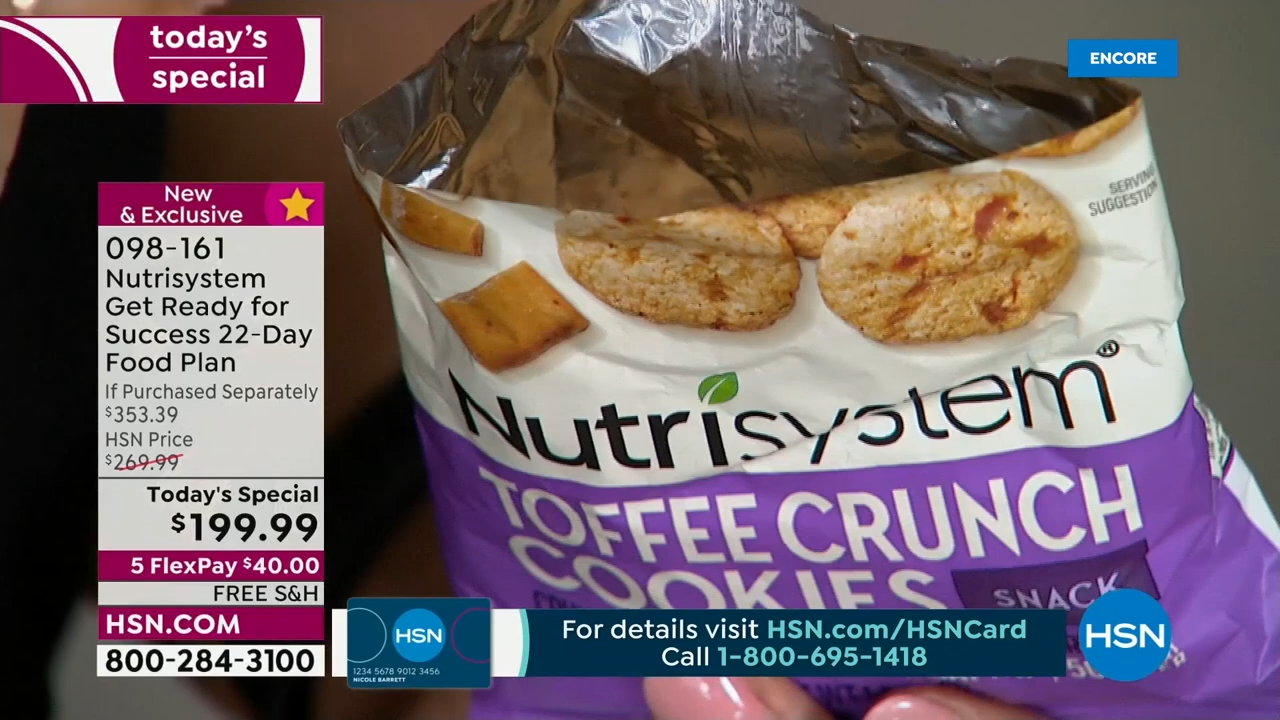 today's
special
ENCORE
New
& Exclusive
098-161
Nutrisystem
Get Ready for
Success 22-Day
Food Plan
If Purchased Separately
$353.39
HSN Price
$269.99
Today's Special
$199.99
5 FlexPay $40.00
FREE S&H
HSN.COM
800-284-3100
SERVING
SUGGESTION
Nutrisystem®
TOFFEE CRUNCH
COOKIES
SNACK
HSN
1234 5678 9012 3456
NICOLE BARRETT
For details visit HSN.com/HSNCard
Call 1-800-695-1418
HSN